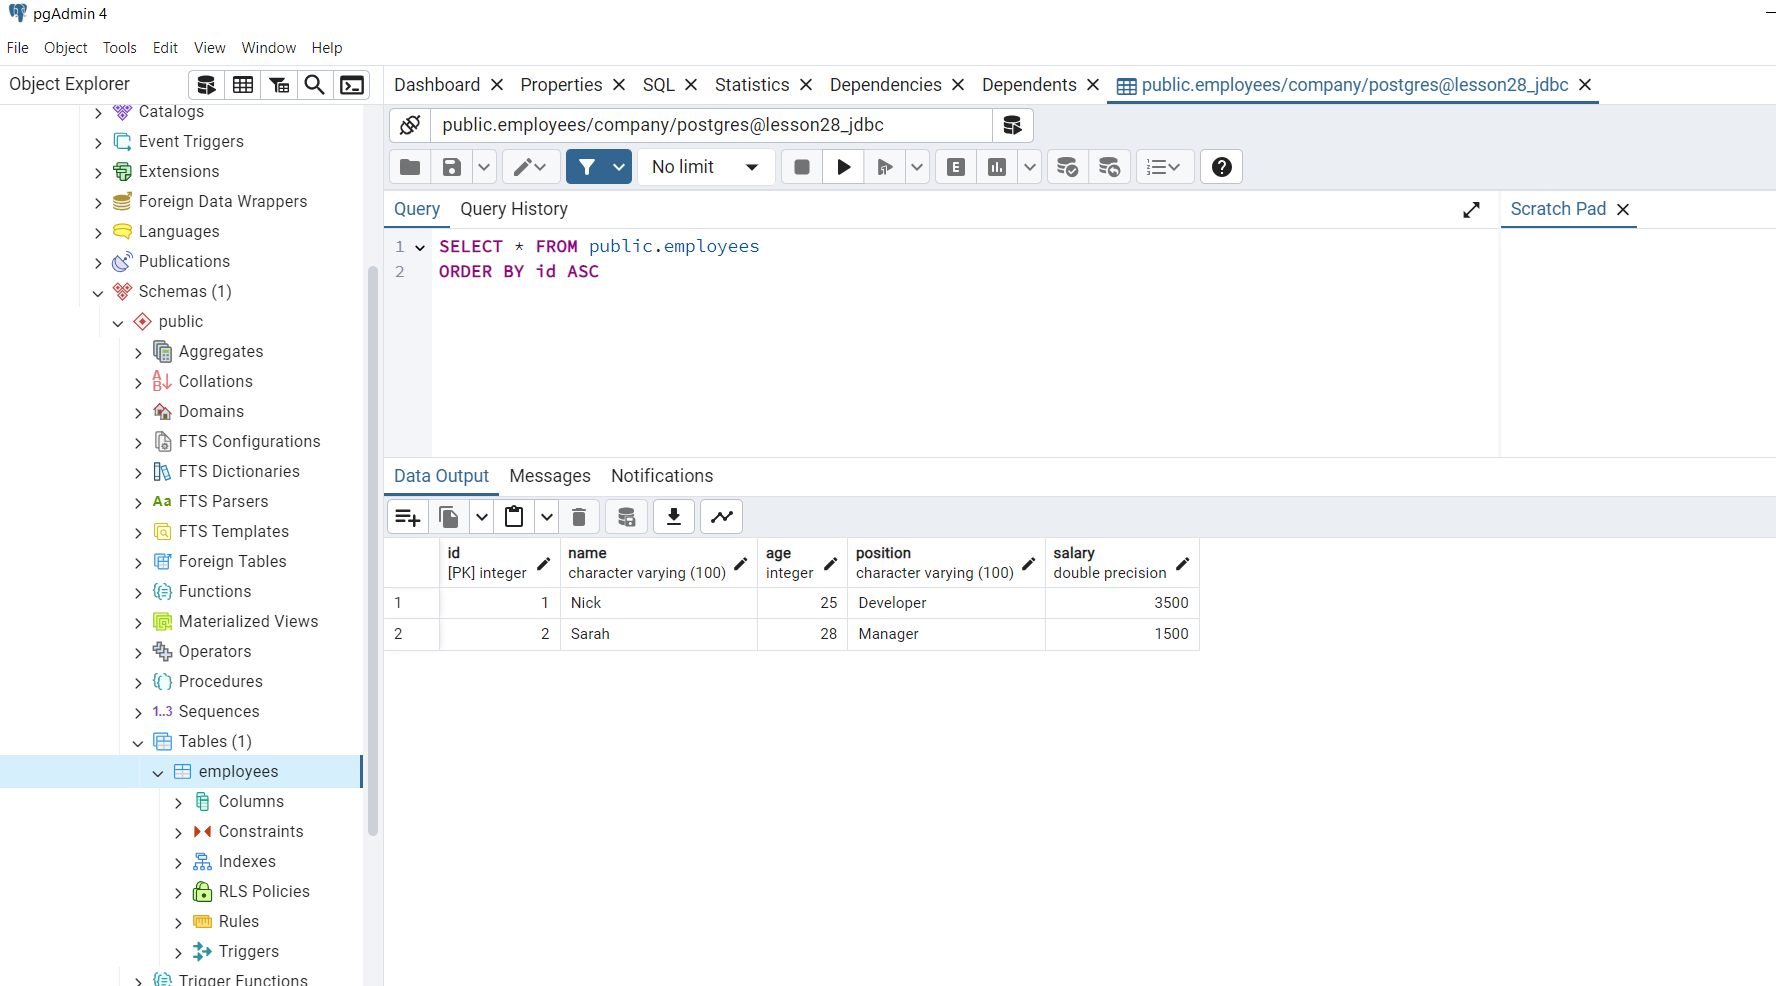 pgAdmin 4
File Object Tools Edit View Window Help
Object Explorer
Catalogs
Event Triggers
Extensions
Foreign Data Wrappers
Languages
Publications
Schemas (1)
public
Aggregates
Collations
Domains
FTS Configurations
FTS Dictionaries
Aa FTS Parsers
FTS Templates
Foreign Tables
Functions
Materialized Views
Operators
Procedures
1..3 Sequences
Tables (1)
employees
Columns
Constraints
Indexes
RLS Policies
Rules
Triggers
Trigger Functions
Dashboard Properties SQL Statistics Dependencies Dependents public.employees/company/postgres@lesson28_jdbc
public.employees/company/postgres@lesson28_jdbc
No limit
E
Query Query History
Scratch Pad
1 SELECT * FROM public.employees
2 ORDER BY id ASC
Data Output Messages Notifications
id name age position salary
[PK] integer character varying (100) integer character varying (100) double precision
1 1 Nick 25 Developer 3500
2 2 Sarah 28 Manager 1500